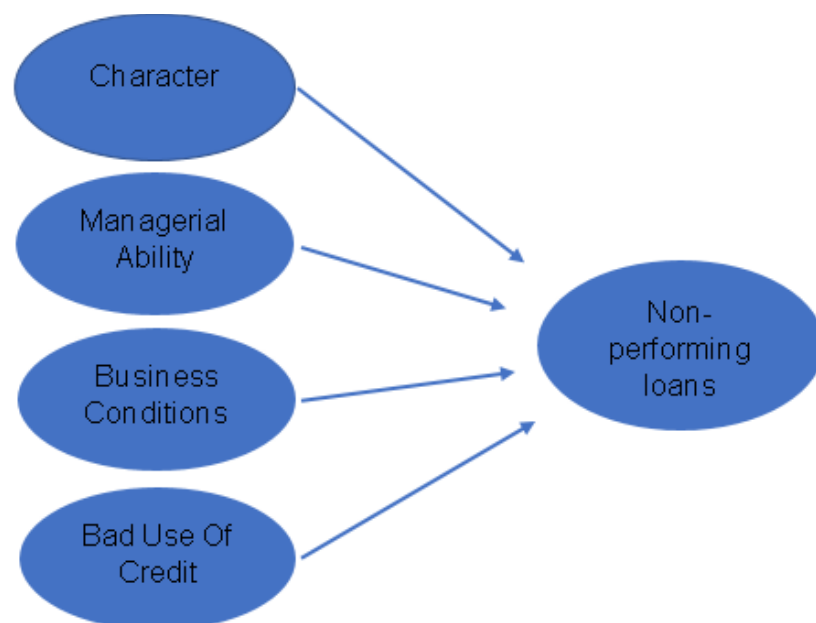 Character
Managerial
Ability
Business
Conditions
Bad Use Of
Credit
Non-
performing
loans